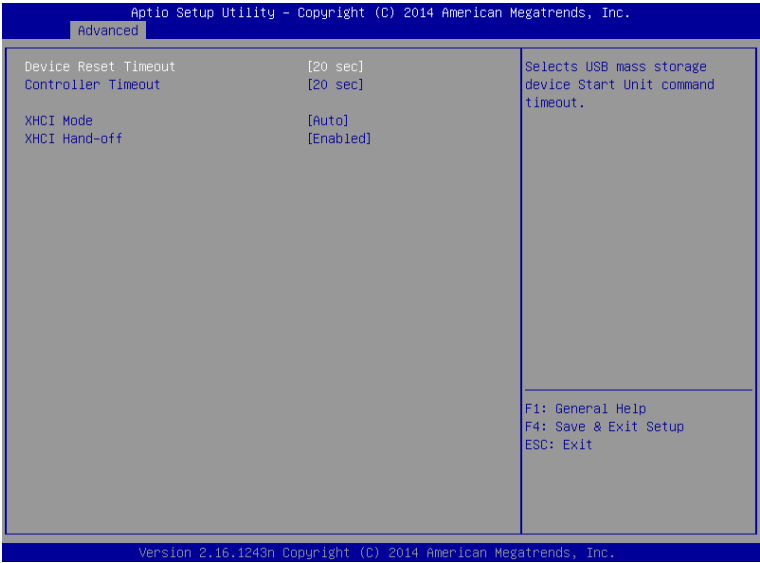 Aptio Setup Utility – Copyright (C) 2014 American Megatrends, Inc.
Advanced
Device Reset Timeout [20 sec]
Controller Timeout [20 sec]
XHCI Mode [Auto]
XHCI Hand-off [Enabled]
Selects USB mass storage
device Start Unit command
timeout.
F1: General Help
F4: Save & Exit Setup
ESC: Exit
Version 2.16.1243n Copyright (C) 2014 American Megatrends, Inc.